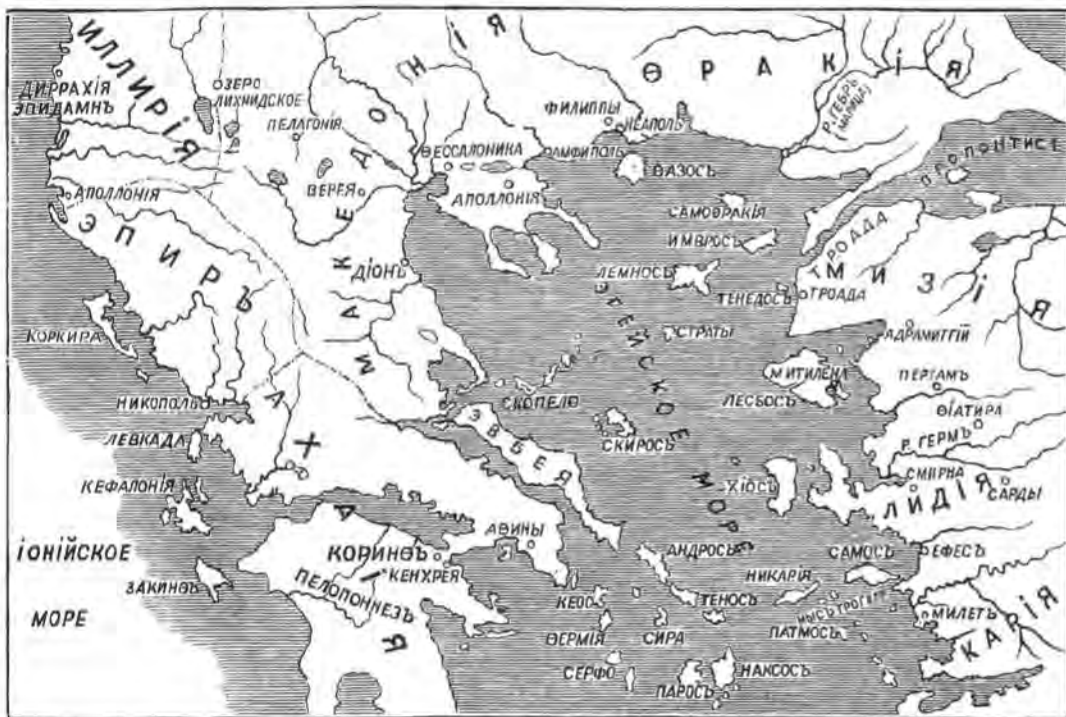 ИЛЛИРІЯ
МАКЕДОНІЯ
ѲРАКІЯ
ДИРРАХІЯ
ЭПИДАМНЪ
ОЗЕРО
ЛИХНИДСКОЕ
ПЕЛАГОНІЯ
ФИЛИППЫ
НЕАПОЛЬ
Р. ГЕБРЪ
(МАРИЦА)
ПРОПОНТИСЪ
ѲЕССАЛОНИКА
АМФИПОЛЬ
ѲАЗОСЪ
АПОЛЛОНІЯ
ВЕРЕЯ
АПОЛЛОНІЯ
САМОѲРАКІЯ
ИМВРОСЪ
ЭПИРЪ
ДІОНЪ
ЛЕМНОСЪ
ТЕНЕДОСЪ
ТРОАДА
ТРОАДА
МИЗІЯ
КОРКИРА
ЭГЕЙСКОЕ МОРЕ
СТРАТЫ
АДРАМИТТІЙ
МИТИЛЕНА
ПЕРГАМЪ
НИКОПОЛЬ
СКОПЕЛО
ЛЕСБОСЪ
ѲІАТИРА
ЛЕВКАДА
АХАІЯ
ЭВБЕЯ
СКИРОСЪ
Р. ГЕРМЪ
КЕФАЛОНІЯ
ХІОСЪ
СМИРНА
САРДЫ
ЛИДІЯ
ІОНІЙСКОЕ
МОРЕ
АѲИНЫ
КОРИНѲЪ
АНДРОСЪ
САМОСЪ
ЕФЕСЪ
ЗАКИНѲЪ
КЕНХРЕЯ
ПЕЛОПОННЕЗЪ
НИКАРІЯ
КЕОСЪ
ТЕНОСЪ
МЫСЪ
МИЛЕТЪ
ѲЕРМІЯ
СИРА
ПАТМОСЪ
КАРІЯ
СЕРФО
ПАРОСЪ
НАКСОСЪ